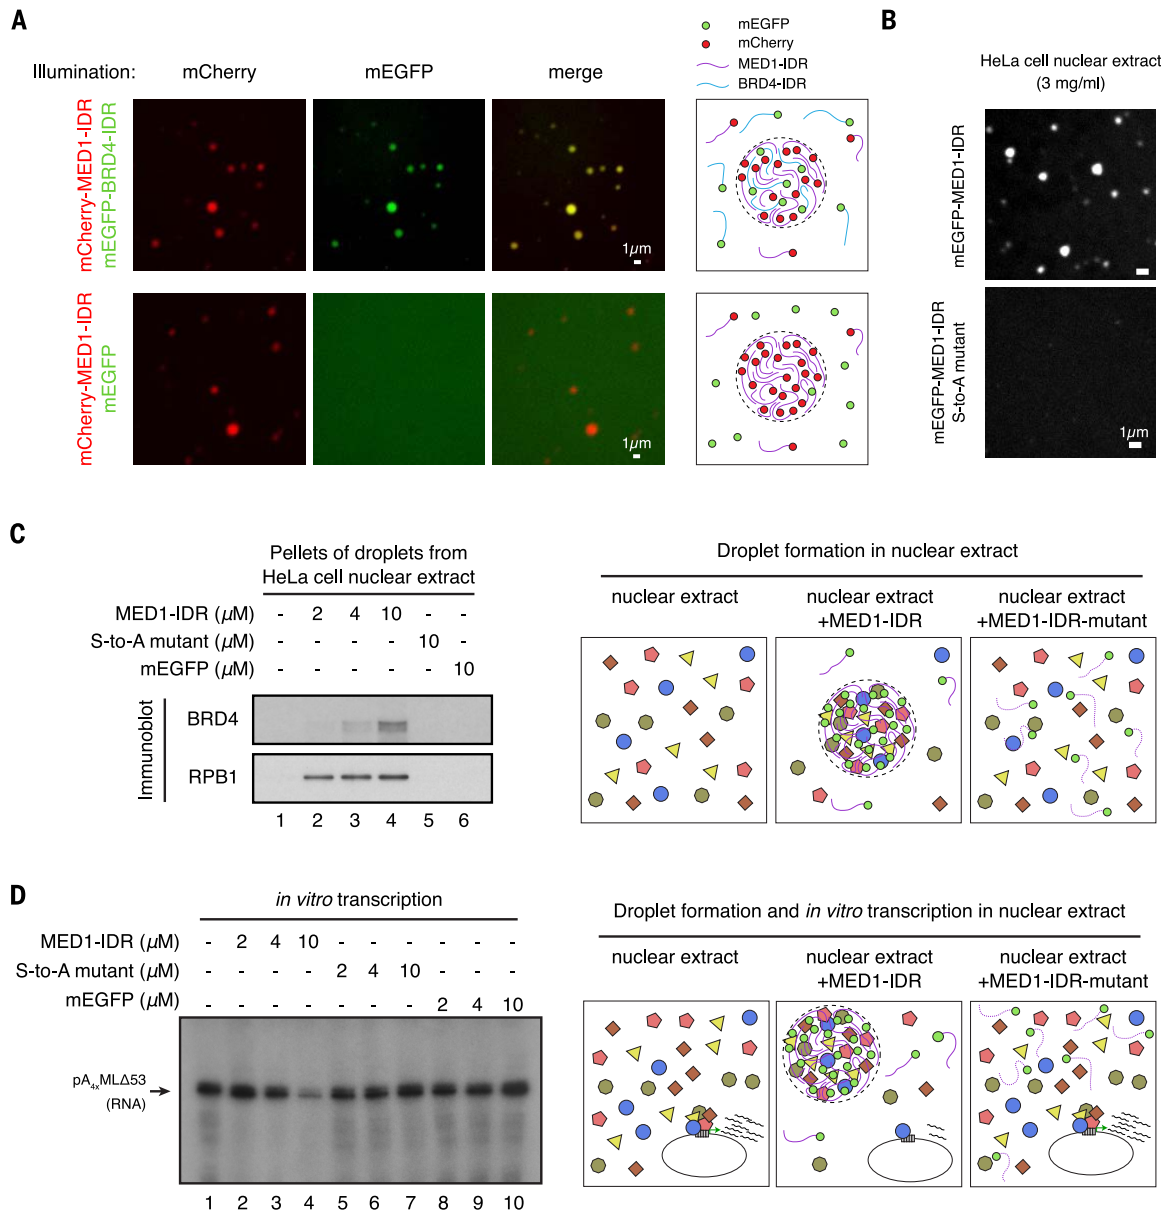 A
Illumination:
mCherry
mEGFP
merge
mEGFP
mCherry
MED1-IDR
BRD4-IDR
mCherry-MED1-IDR
mEGFP-BRD4-IDR
1µm
mCherry-MED1-IDR
mEGFP
1µm
B
HeLa cell nuclear extract
(3 mg/ml)
mEGFP-MED1-IDR
mEGFP-MED1-IDR
S-to-A mutant
1µm
C
Pellets of droplets from
HeLa cell nuclear extract
MED1-IDR (µM) - 2 4 10 - -
S-to-A mutant (µM) - - - - 10 -
mEGFP (µM) - - - - - 10
Immunoblot
BRD4
RPB1
1 2 3 4 5 6
Droplet formation in nuclear extract
nuclear extract
nuclear extract
+MED1-IDR
nuclear extract
+MED1-IDR-mutant
D
in vitro transcription
MED1-IDR (µM) - 2 4 10 - - - - - -
S-to-A mutant (µM) - - - - 2 4 10 - - -
mEGFP (µM) - - - - - - - 2 4 10
pA4xMLΔ53
(RNA)
1 2 3 4 5 6 7 8 9 10
Droplet formation and in vitro transcription in nuclear extract
nuclear extract
nuclear extract
+MED1-IDR
nuclear extract
+MED1-IDR-mutant